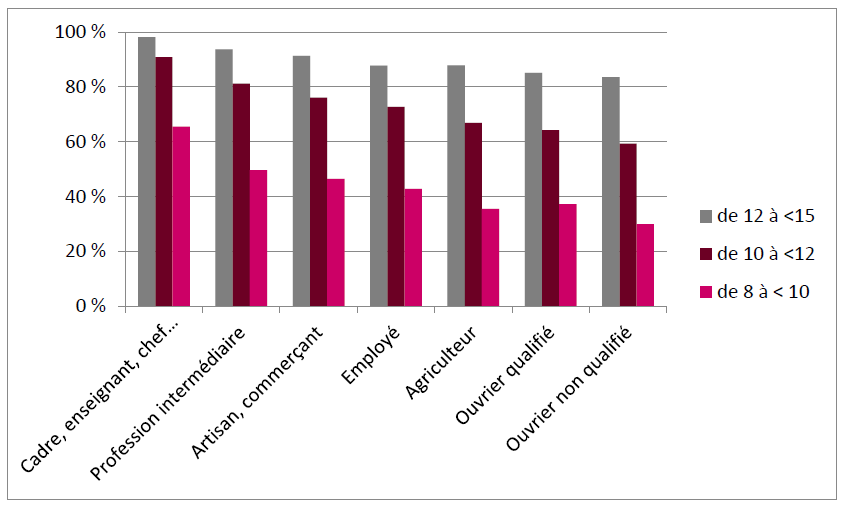 100 %
80 %
60 %
40 %
20 %
0 %
Cadre, enseignant, chef...
Profession intermédiaire
Artisan, commerçant
Employé
Agriculteur
Ouvrier qualifié
Ouvrier non qualifié
de 12 à <15
de 10 à <12
de 8 à < 10